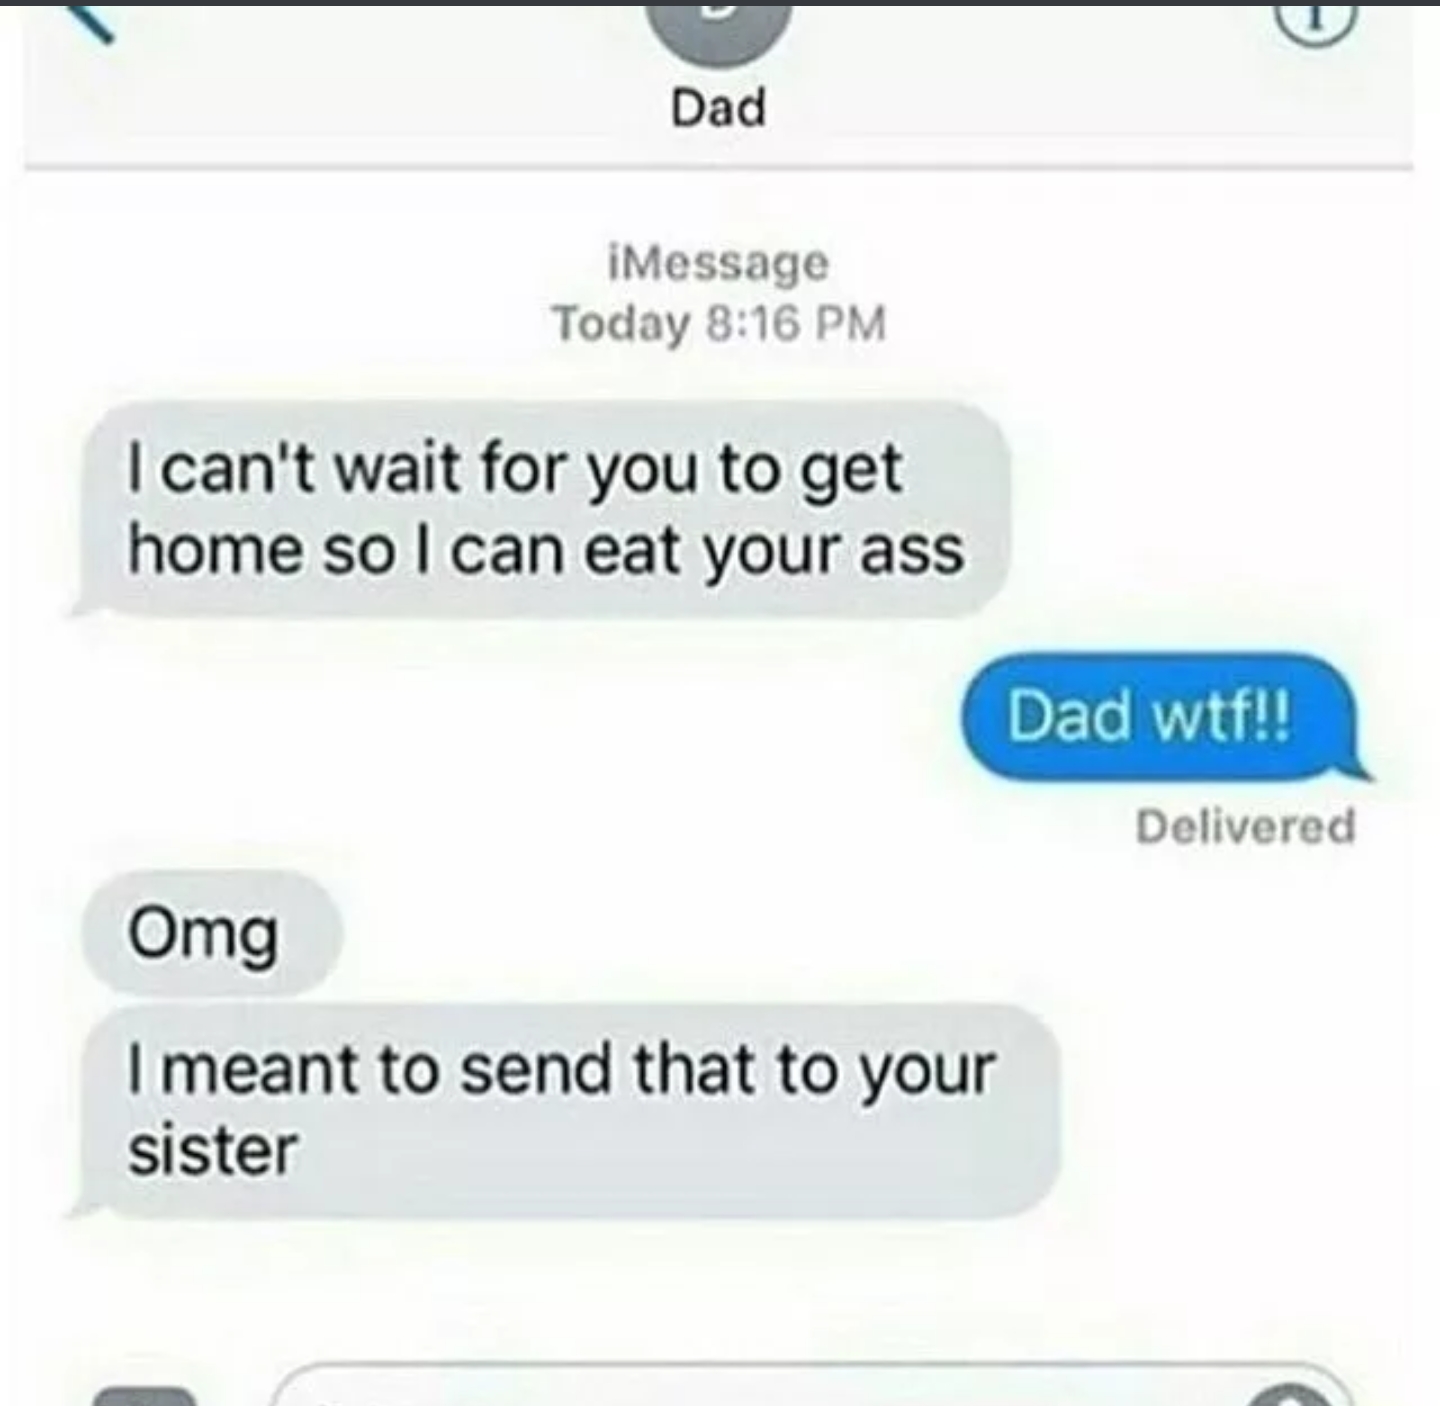 Dad
iMessage
Today 8:16 PM
I can't wait for you to get
home so I can eat your ass
Dad wtf!!
Delivered
Omg
I meant to send that to your
sister